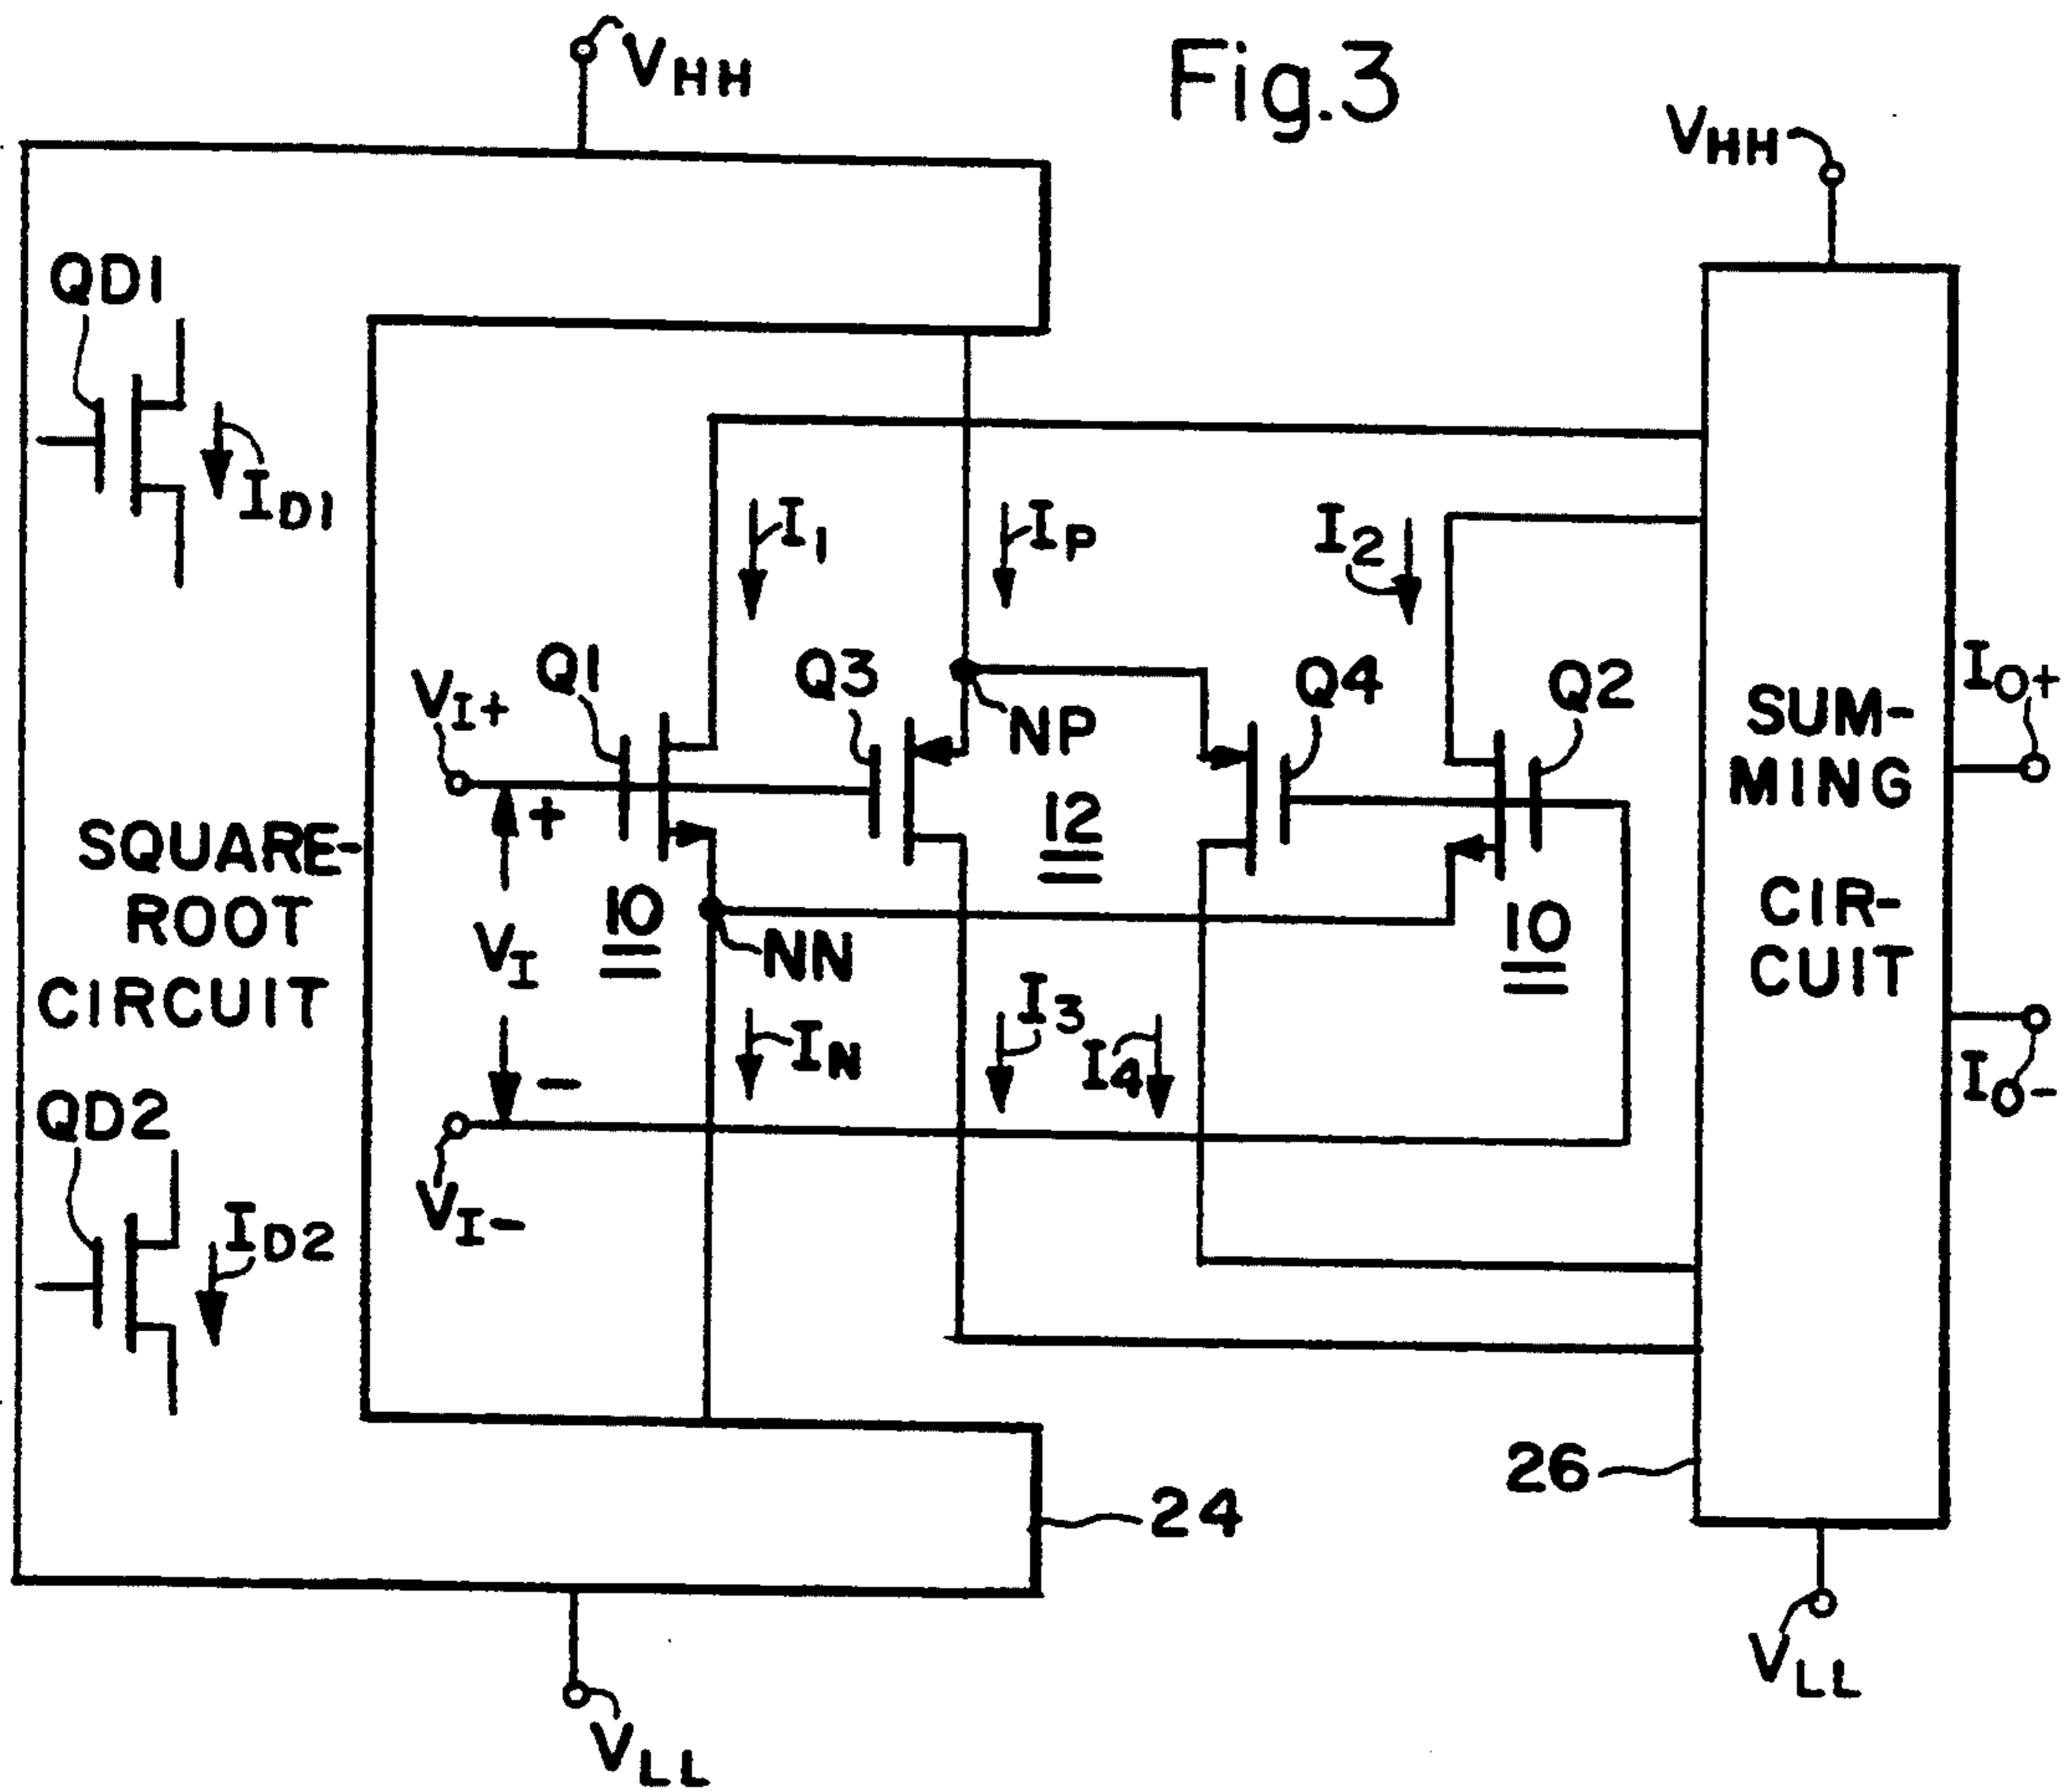 Fig.3
VHH
VHH
QD1
ID1
I1
IP
I2
VI+
Q1
Q3
NP
Q4
Q2
IO+
SUM-
MING
CIR-
CUIT
+
12
SQUARE-
ROOT
CIRCUIT
VI
10
NN
10
IN
I3
I4
IO-
-
QD2
VI-
ID2
26
24
VLL
VLL